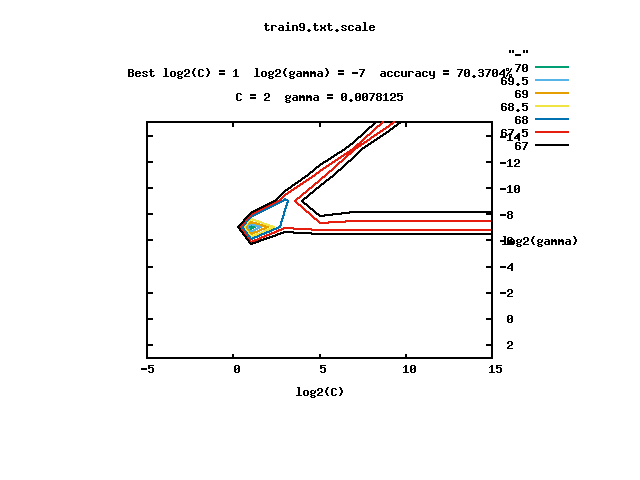 train9.txt.scale
"-"
Best log2(C) = 1 log2(gamma) = -7 accuracy = 70.3704%
C = 2 gamma = 0.0078125
70
69.5
69
68.5
68
67.5
67
-14
-12
-10
-8
-6
log2(gamma)
-4
-2
0
2
-5 0 5 10 15
log2(C)